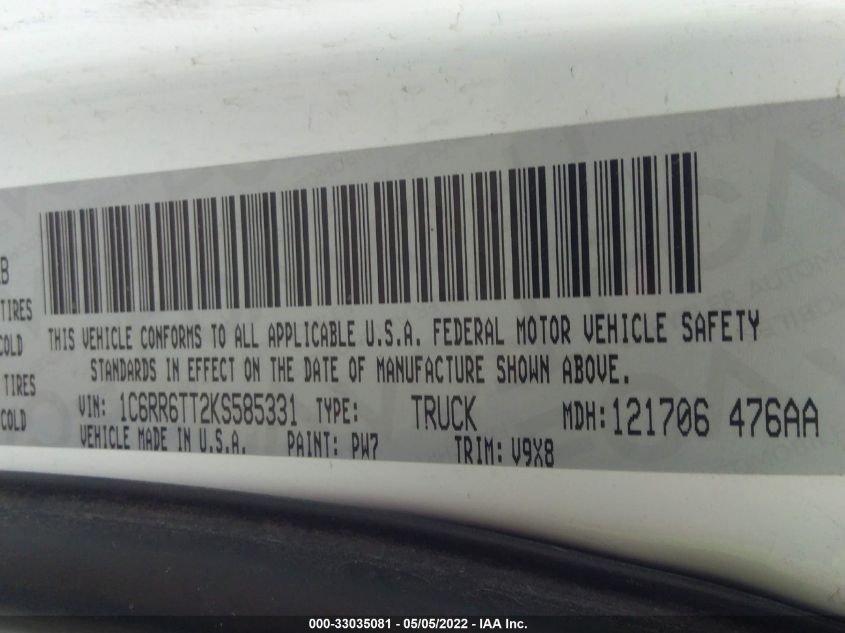 B
TIRES
COLD
TIRES
COLD
THIS VEHICLE CONFORMS TO ALL APPLICABLE U.S.A. FEDERAL MOTOR VEHICLE SAFETY
STANDARDS IN EFFECT ON THE DATE OF MANUFACTURE SHOWN ABOVE.
VIN: 1C6RR6TT2KS585331 TYPE: TRUCK MDH: 121706 476AA
VEHICLE MADE IN U.S.A. PAINT: PW7 TRIM: V9X8
000-33035081 - 05/05/2022 - IAA Inc.